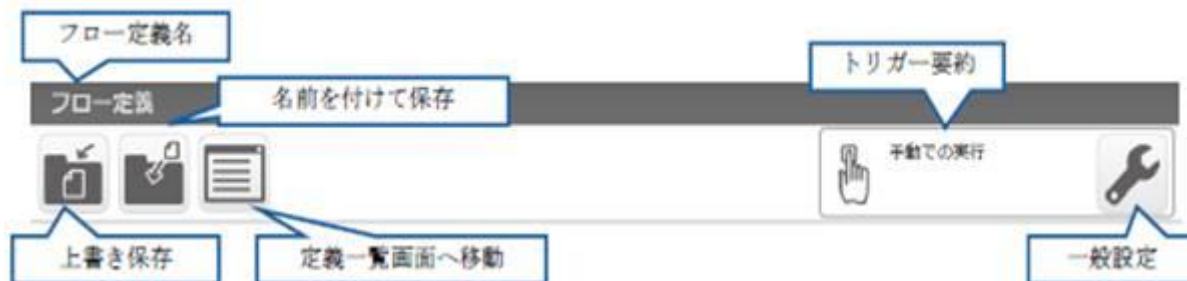 フロー定義名
トリガー要約
フロー定義
名前を付けて保存
手動での実行
上書き保存
定義一覧画面へ移動
一般設定